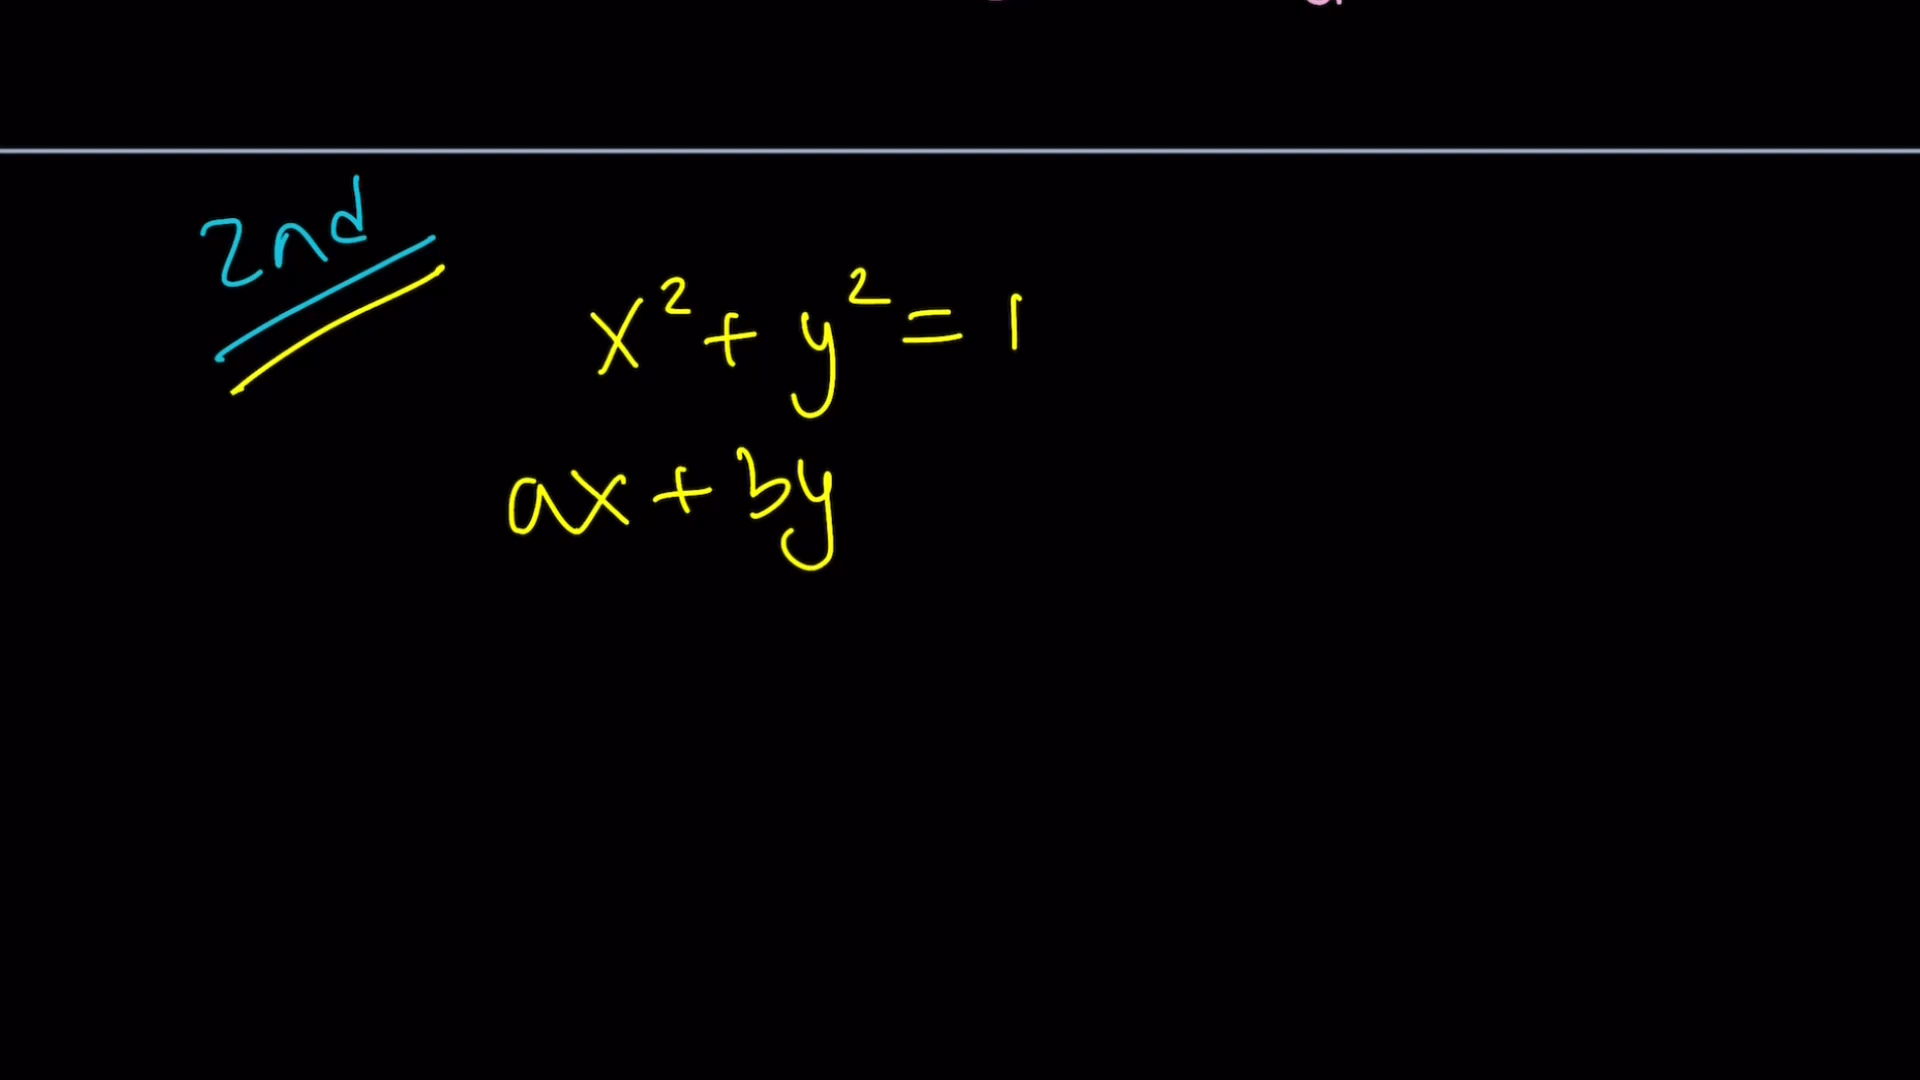 2nd
x² + y² = 1
ax + by